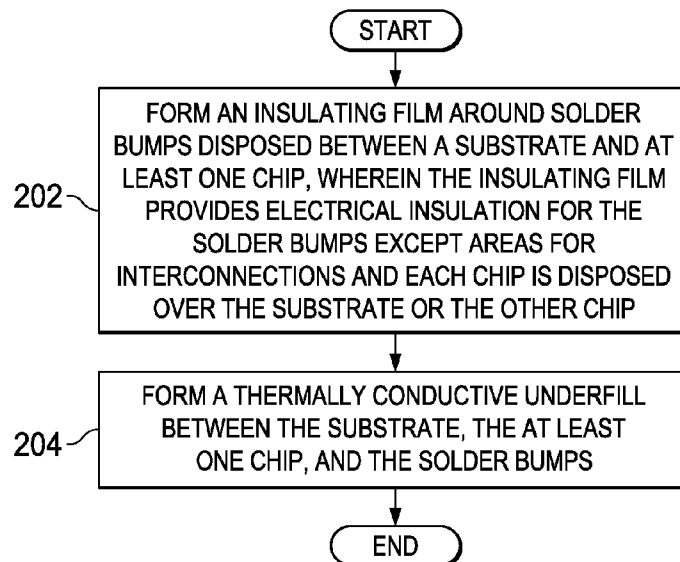 START
FORM AN INSULATING FILM AROUND SOLDER
BUMPS DISPOSED BETWEEN A SUBSTRATE AND AT
LEAST ONE CHIP, WHEREIN THE INSULATING FILM
PROVIDES ELECTRICAL INSULATION FOR THE
SOLDER BUMPS EXCEPT AREAS FOR
INTERCONNECTIONS AND EACH CHIP IS DISPOSED
OVER THE SUBSTRATE OR THE OTHER CHIP
202
FORM A THERMALLY CONDUCTIVE UNDERFILL
BETWEEN THE SUBSTRATE, THE AT LEAST
ONE CHIP, AND THE SOLDER BUMPS
204
END